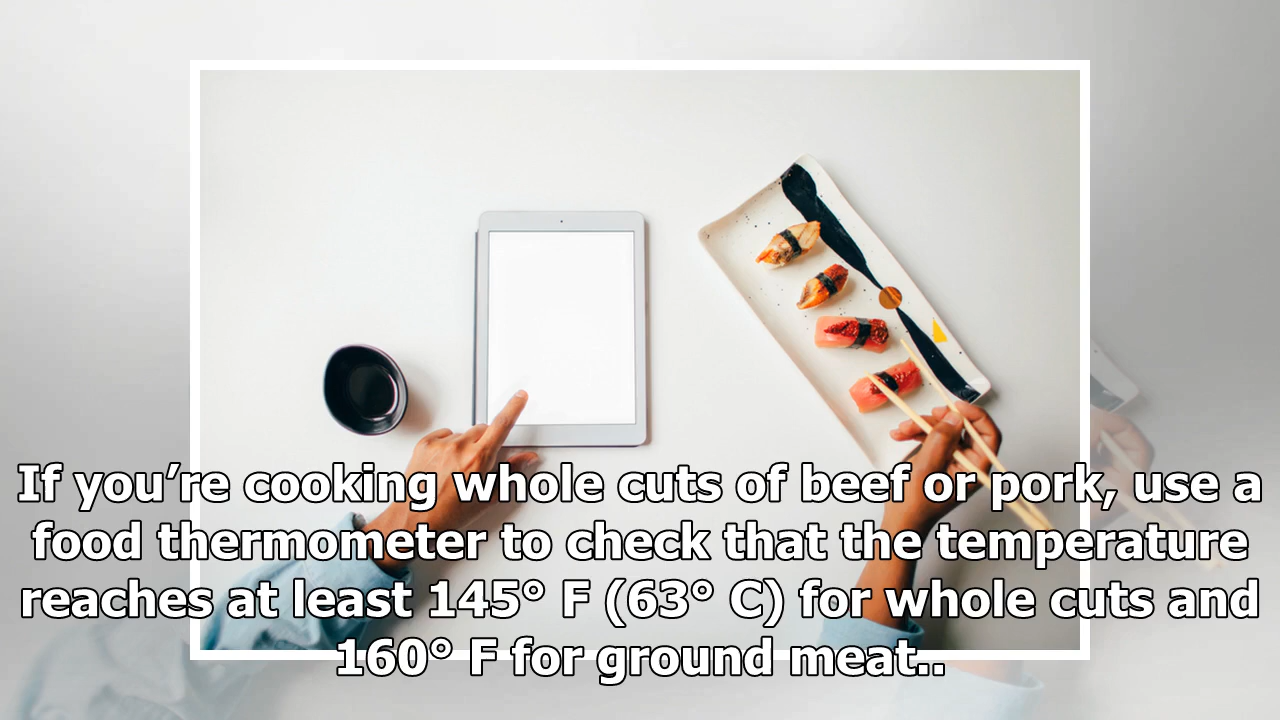 If you’re cooking whole cuts of beef or pork, use a
food thermometer to check that the temperature
reaches at least 145° F (63° C) for whole cuts and
160° F for ground meat..